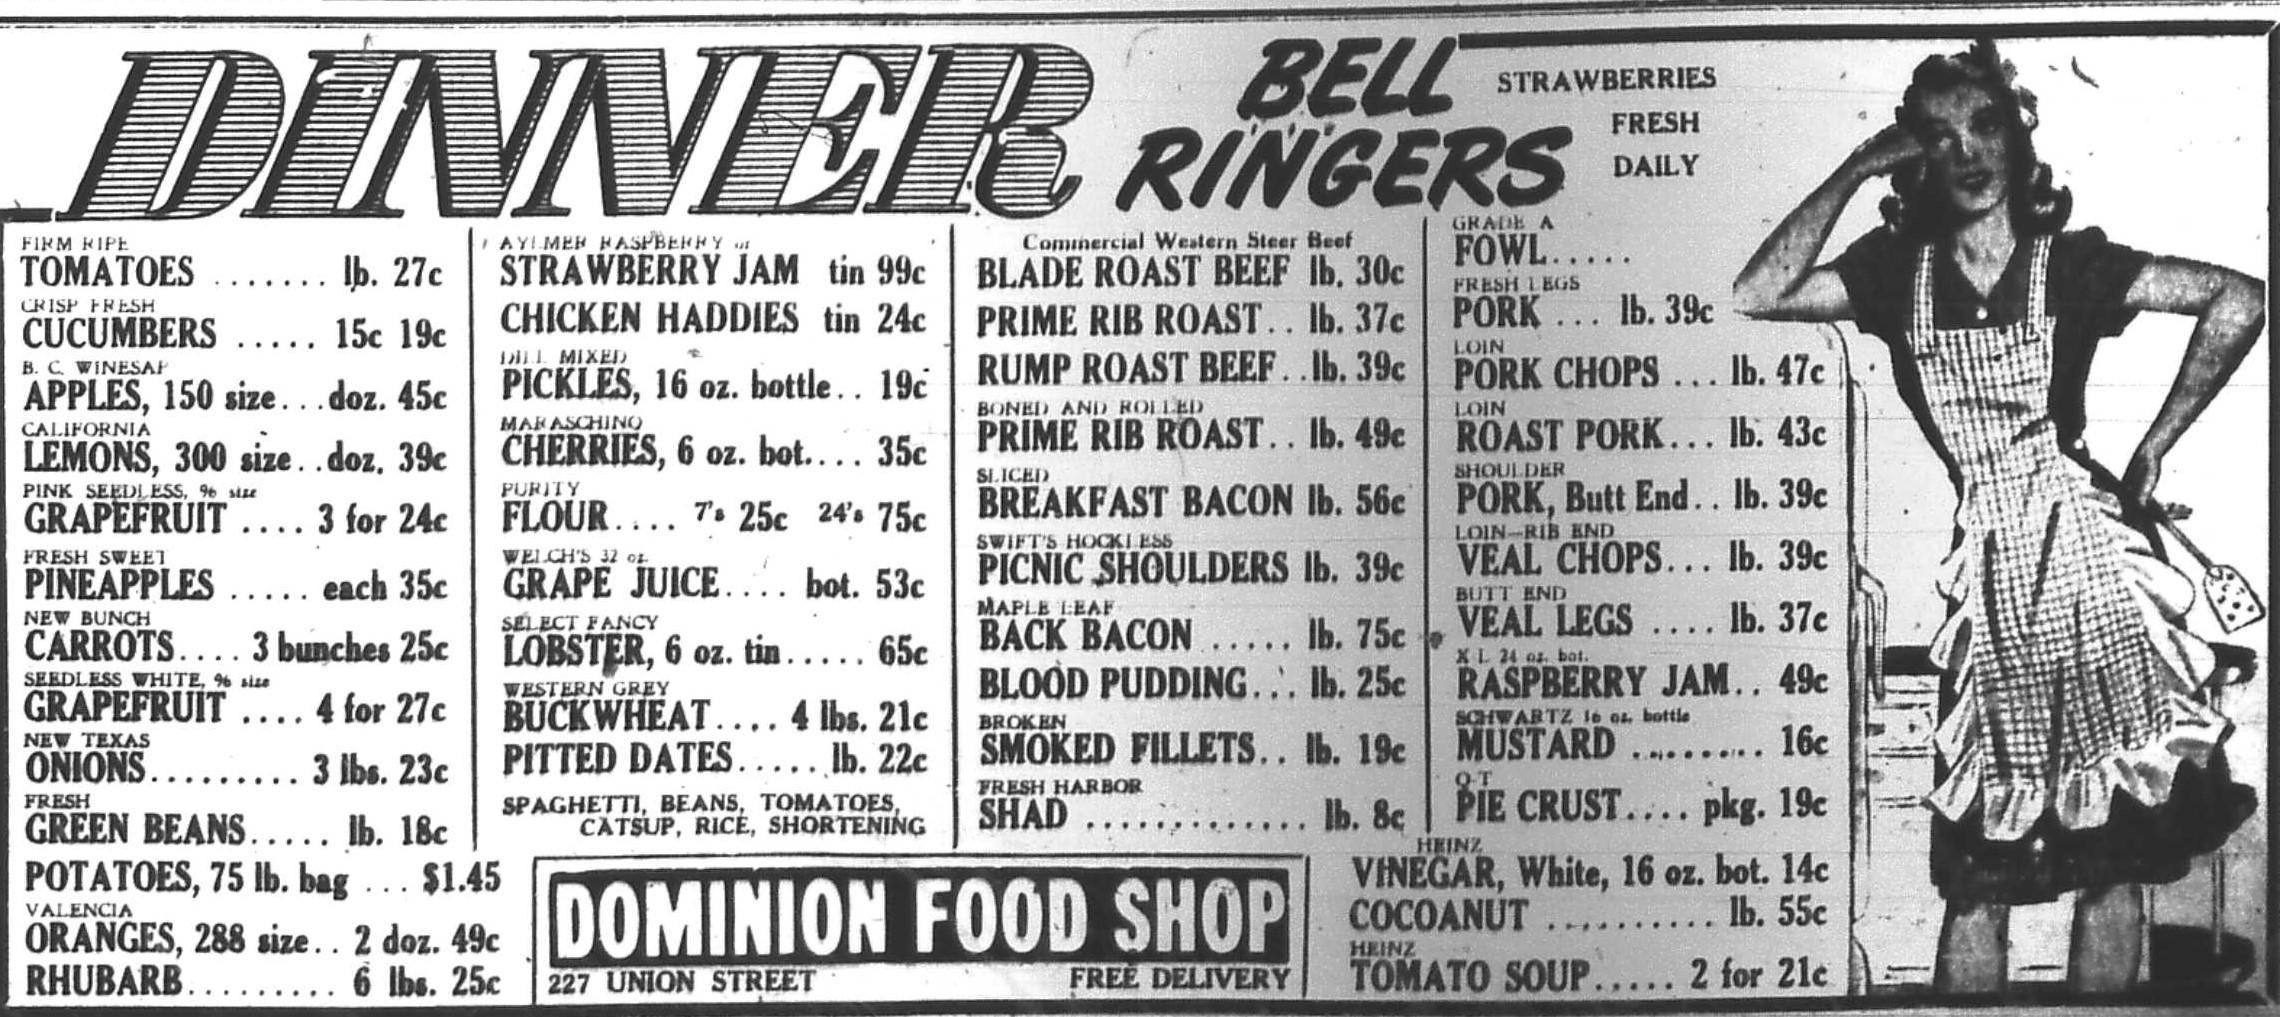 DINNER
BELL
RINGERS
STRAWBERRIES
FRESH
DAILY
FIRM RIPE
TOMATOES ....... lb. 27c
CRISP FRESH
CUCUMBERS ..... 15c 19c
B. C. WINESAP
APPLES, 150 size...doz. 45c
CALIFORNIA
LEMONS, 300 size..doz. 39c
PINK SEEDLESS, 96 size
GRAPEFRUIT .... 3 for 24c
FRESH SWEET
PINEAPPLES ..... each 35c
NEW BUNCH
CARROTS.... 3 bunches 25c
SEEDLESS WHITE, 96 size
GRAPEFRUIT .... 4 for 27c
NEW TEXAS
ONIONS......... 3 lbs. 23c
FRESH
GREEN BEANS..... lb. 18c
POTATOES, 75 lb. bag ... $1.45
VALENCIA
ORANGES, 288 size.. 2 doz. 49c
RHUBARB......... 6 lbs. 25c
AYLMER RASPBERRY or
STRAWBERRY JAM tin 99c
CHICKEN HADDIES tin 24c
DILL MIXED
PICKLES, 16 oz. bottle.. 19c
MARASCHINO
CHERRIES, 6 oz. bot.... 35c
PURITY
FLOUR.... 7's 25c 24's 75c
WELCH'S 32 oz.
GRAPE JUICE.... bot. 53c
SELECT FANCY
LOBSTER, 6 oz. tin..... 65c
WESTERN GREY
BUCKWHEAT.... 4 lbs. 21c
PITTED DATES..... lb. 22c
SPAGHETTI, BEANS, TOMATOES,
CATSUP, RICE, SHORTENING
Commercial Western Steer Beef
BLADE ROAST BEEF lb. 30c
PRIME RIB ROAST.. lb. 37c
RUMP ROAST BEEF..lb. 39c
BONED AND ROLLED
PRIME RIB ROAST.. lb. 49c
SLICED
BREAKFAST BACON lb. 56c
SWIFT'S HOCKLESS
PICNIC SHOULDERS lb. 39c
MAPLE LEAF
BACK BACON ..... lb. 75c
BLOOD PUDDING... lb. 25c
BROKEN
SMOKED FILLETS.. lb. 19c
FRESH HARBOR
SHAD ............. lb. 8c
GRADE A
FOWL.....
FRESH LEGS
PORK ... lb. 39c
LOIN
PORK CHOPS ... lb. 47c
LOIN
ROAST PORK... lb. 43c
SHOULDER
PORK, Butt End.. lb. 39c
LOIN—RIB END
VEAL CHOPS... lb. 39c
BUTT END
VEAL LEGS .... lb. 37c
X L 24 oz. bot.
RASPBERRY JAM.. 49c
SCHWARTZ 16 oz. bottle
MUSTARD ......... 16c
Q-T
PIE CRUST.... pkg. 19c
HEINZ
VINEGAR, White, 16 oz. bot. 14c
COCOANUT .......... lb. 55c
HEINZ
TOMATO SOUP..... 2 for 21c
DOMINION FOOD SHOP
227 UNION STREET FREE DELIVERY